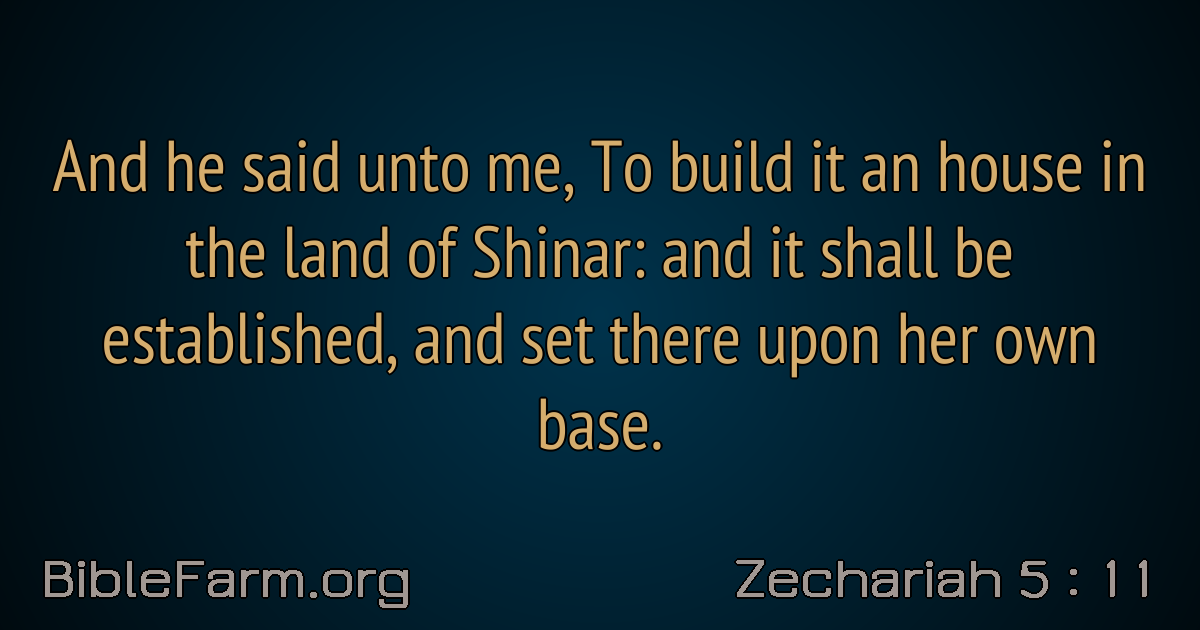 And he said unto me, To build it an house in
the land of Shinar: and it shall be
established, and set there upon her own
base.
BibleFarm.org
Zechariah 5 : 11